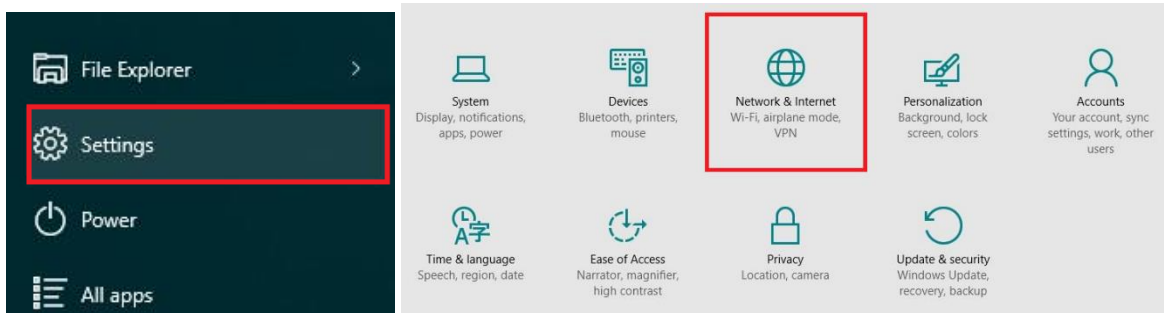 File Explorer
Settings
Power
All apps
System
Display, notifications,
apps, power
Devices
Bluetooth, printers,
mouse
Network & Internet
Wi-Fi, airplane mode,
VPN
Personalization
Background, lock
screen, colors
Accounts
Your account, sync
settings, work, other
users
A字
Time & language
Speech, region, date
Ease of Access
Narrator, magnifier,
high contrast
Privacy
Location, camera
Update & security
Windows Update,
recovery, backup